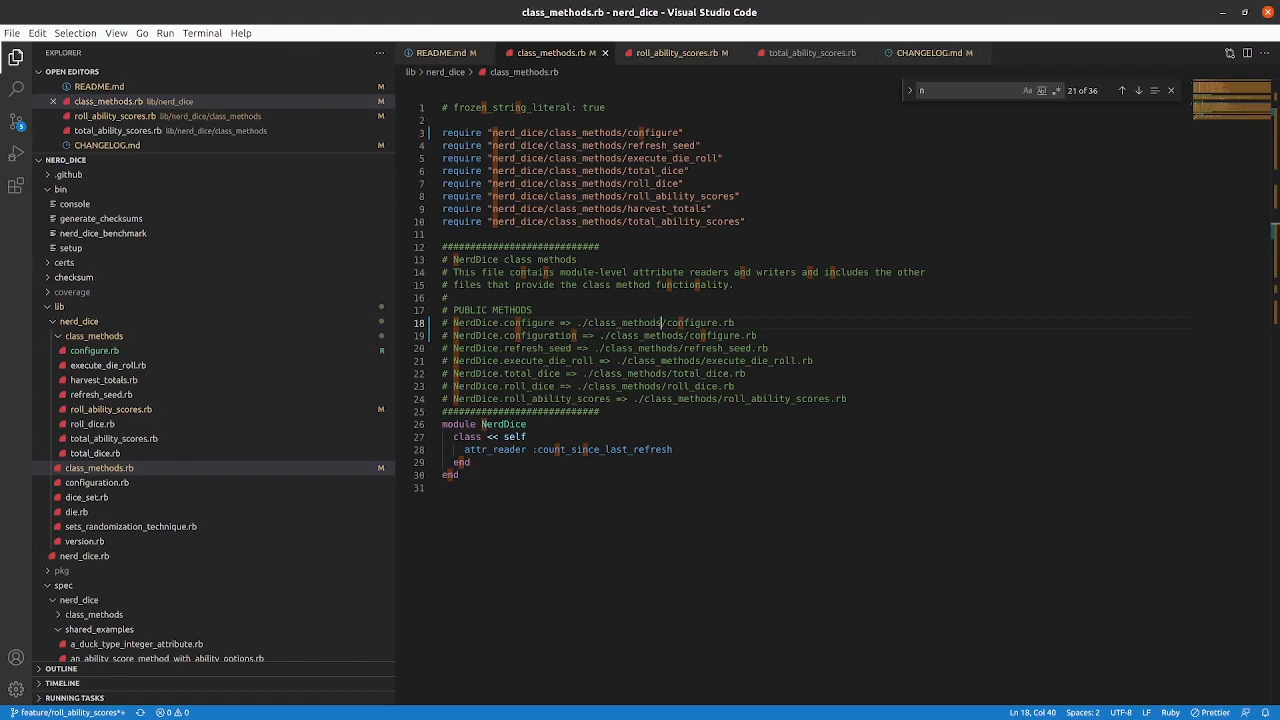 class_methods.rb - nerd_dice - Visual Studio Code
File Edit Selection View Go Run Terminal Help
EXPLORER
OPEN EDITORS
README.md M
class_methods.rb lib/nerd_dice M
roll_ability_scores.rb lib/nerd_dice/class_methods M
total_ability_scores.rb lib/nerd_dice/class_methods
CHANGELOG.md M
NERD_DICE
.github
bin
console
generate_checksums
nerd_dice_benchmark
setup
certs
checksum
coverage
lib
nerd_dice
class_methods
configure.rb R
execute_die_roll.rb
harvest_totals.rb
refresh_seed.rb
roll_ability_scores.rb M
roll_dice.rb
total_ability_scores.rb
total_dice.rb
class_methods.rb M
configuration.rb
dice_set.rb
die.rb
sets_randomization_technique.rb
version.rb
nerd_dice.rb
pkg
spec
nerd_dice
class_methods
shared_examples
a_duck_type_integer_attribute.rb
an_ability_score_method_with_ability_options.rb
OUTLINE
TIMELINE
RUNNING TASKS
README.md M class_methods.rb M roll_ability_scores.rb M total_ability_scores.rb CHANGELOG.md M
lib > nerd_dice > class_methods.rb
n Aa Ab .* 21 of 36
1 # frozen_string_literal: true
2
3 require "nerd_dice/class_methods/configure"
4 require "nerd_dice/class_methods/refresh_seed"
5 require "nerd_dice/class_methods/execute_die_roll"
6 require "nerd_dice/class_methods/total_dice"
7 require "nerd_dice/class_methods/roll_dice"
8 require "nerd_dice/class_methods/roll_ability_scores"
9 require "nerd_dice/class_methods/harvest_totals"
10 require "nerd_dice/class_methods/total_ability_scores"
11
12 ############################
13 # NerdDice class methods
14 # This file contains module-level attribute readers and writers and includes the other
15 # files that provide the class method functionality.
16 #
17 # PUBLIC METHODS
18 # NerdDice.configure => ./class_methods/configure.rb
19 # NerdDice.configuration => ./class_methods/configure.rb
20 # NerdDice.refresh_seed => ./class_methods/refresh_seed.rb
21 # NerdDice.execute_die_roll => ./class_methods/execute_die_roll.rb
22 # NerdDice.total_dice => ./class_methods/total_dice.rb
23 # NerdDice.roll_dice => ./class_methods/roll_dice.rb
24 # NerdDice.roll_ability_scores => ./class_methods/roll_ability_scores.rb
25 ############################
26 module NerdDice
27 class << self
28 attr_reader :count_since_last_refresh
29 end
30 end
31
5
feature/roll_ability_scores*+ 0 0 Ln 18, Col 40 Spaces: 2 UTF-8 LF Ruby Prettier